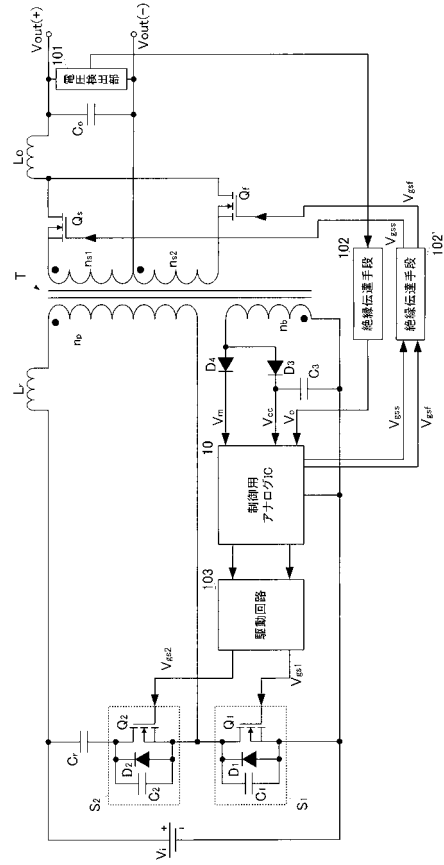 Vout(+)
Vout(-)
101
電圧検出部
Co
Lo
Qs
Qf
ns1
ns2
T
np
nb
Lr
Vgss
Vgsf
102
絶縁伝達手段
102'
絶縁伝達手段
D4
D3
C3
Vm
Vcc
Vo
Vgss
Vgsf
10
制御用
アナログIC
103
駆動回路
Vgs2
Vgs1
Cr
Q2
D2
C2
S2
Q1
D1
C1
S1
Vi
+
-